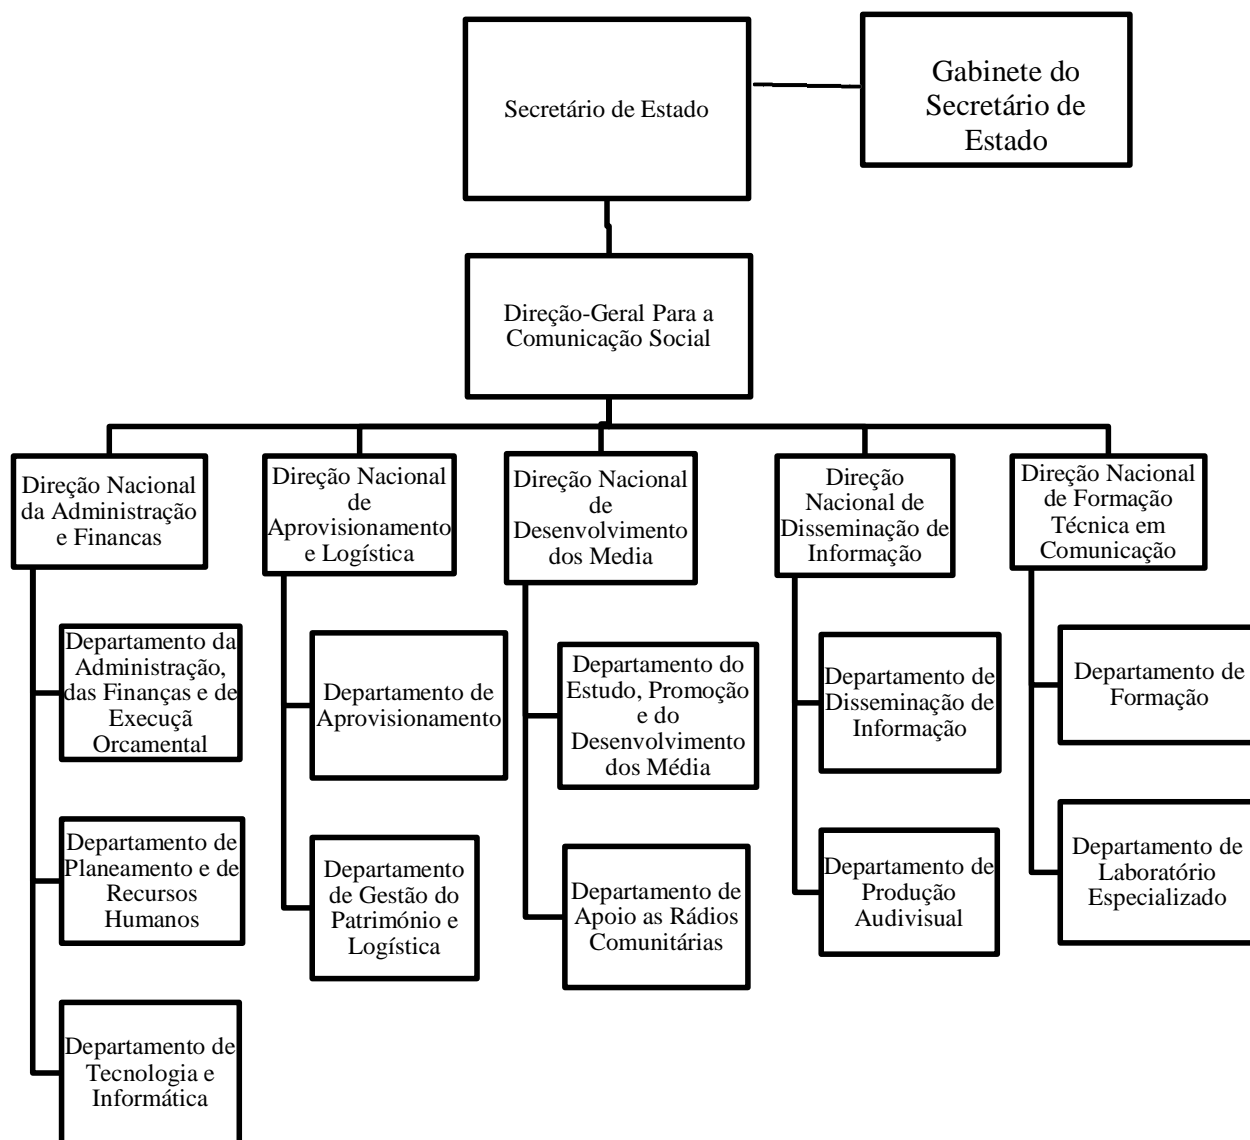 Secretário de Estado
Gabinete do
Secretário de
Estado
Direção-Geral Para a
Comunicação Social
Direção Nacional
da Administração
e Financas
Direção Nacional
de
Aprovisionamento
e Logística
Direção Nacional
de
Desenvolvimento
dos Media
Direção
Nacional de
Disseminação de
Informação
Direção Nacional
de Formação
Técnica em
Comunicação
Departamento da
Administração,
das Finanças e de
Execuçã
Orcamental
Departamento de
Planeamento e de
Recursos
Humanos
Departamento de
Tecnologia e
Informática
Departamento de
Aprovisionamento
Departamento
de Gestão do
Património e
Logística
Departamento do
Estudo, Promoção
e do
Desenvolvimento
dos Média
Departamento de
Apoio as Rádios
Comunitárias
Departamento de
Disseminação de
Informação
Departamento de
Produção
Audivisual
Departamento de
Formação
Departamento de
Laboratório
Especializado